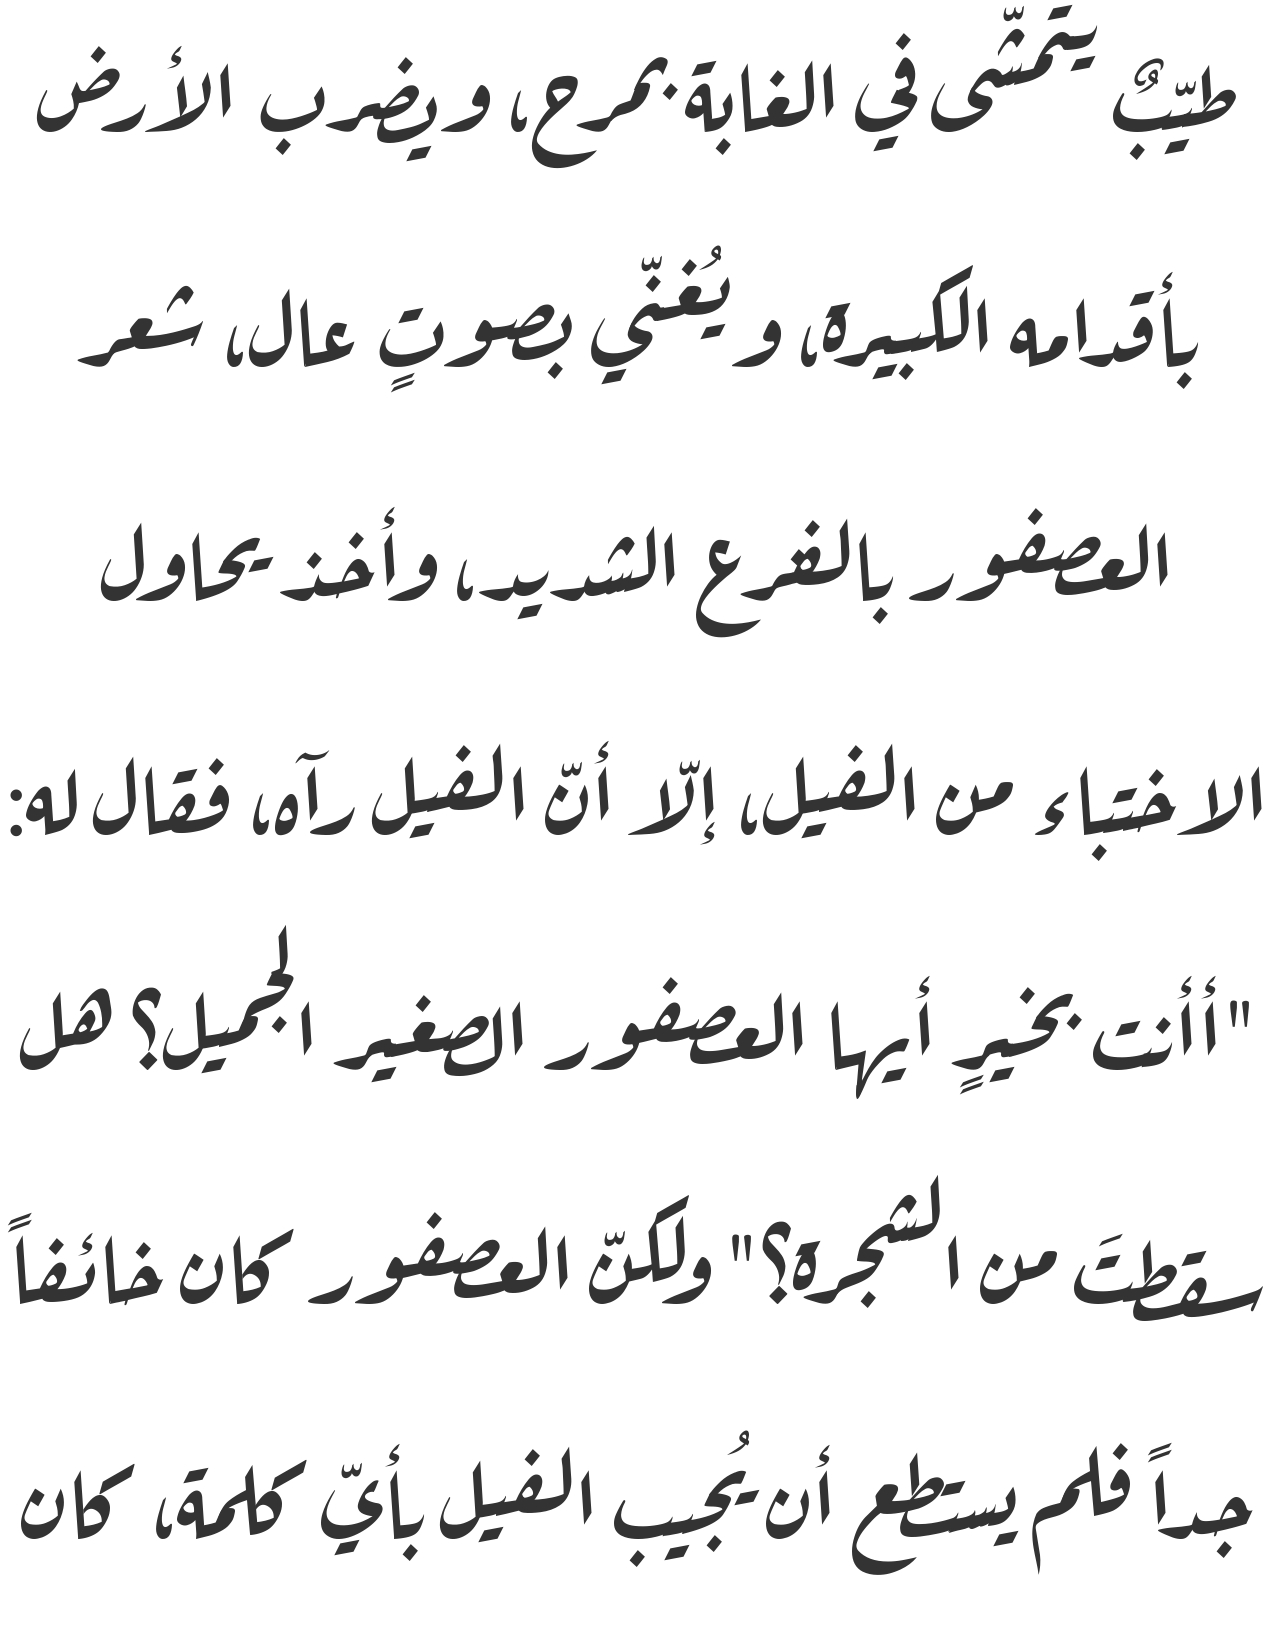 طيّبٌ يتمشّى في الغابة بمرح، ويضرب الأرض
بأقدامه الكبيرة، ويُغنّي بصوتٍ عال، شعر
العصفور بالفزع الشديد، وأخذ يحاول
الاختباء من الفيل، إلّا أنّ الفيل رآه، فقال له:
"أأنت بخيرٍ أيها العصفور الصغير الجميل؟ هل
سقطتَ من الشجرة؟" ولكنّ العصفور كان خائفاً
جداً فلم يستطع أن يُجيب الفيل بأيّ كلمة، كان